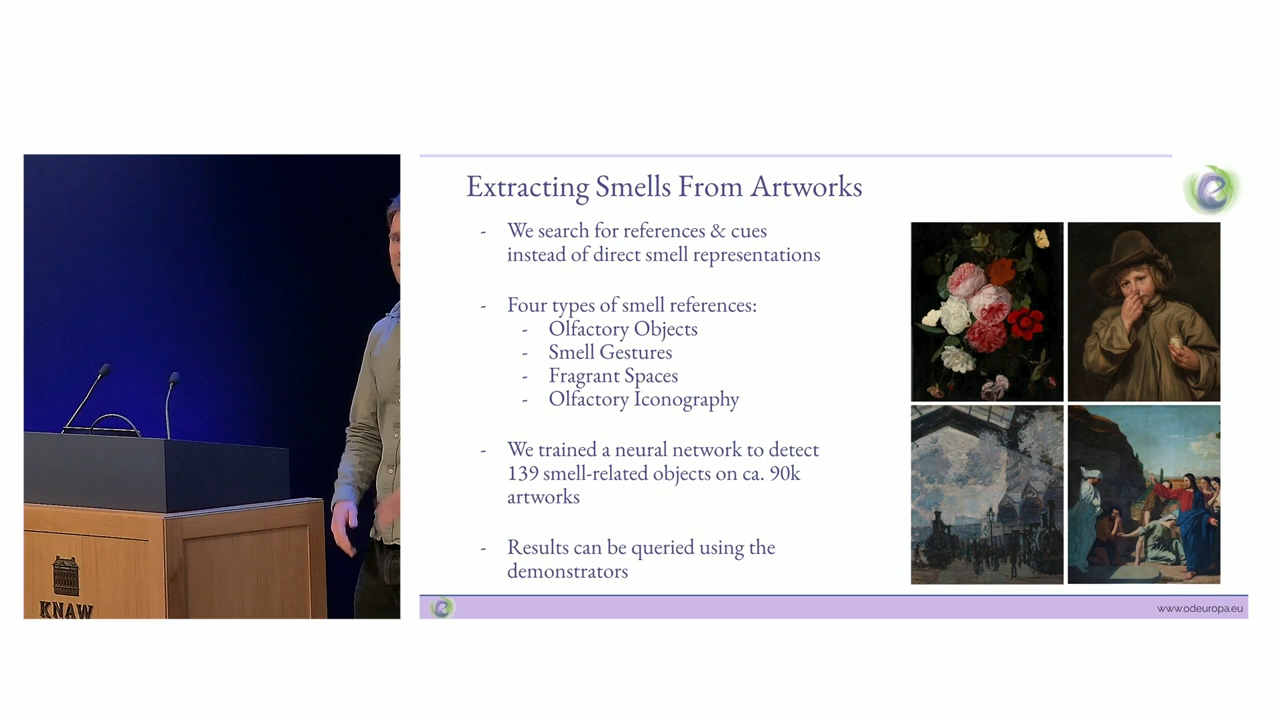 Extracting Smells From Artworks
- We search for references & cues
instead of direct smell representations
- Four types of smell references:
- Olfactory Objects
- Smell Gestures
- Fragrant Spaces
- Olfactory Iconography
- We trained a neural network to detect
139 smell-related objects on ca. 90k
artworks
- Results can be queried using the
demonstrators
www.odeuropa.eu
KNAW